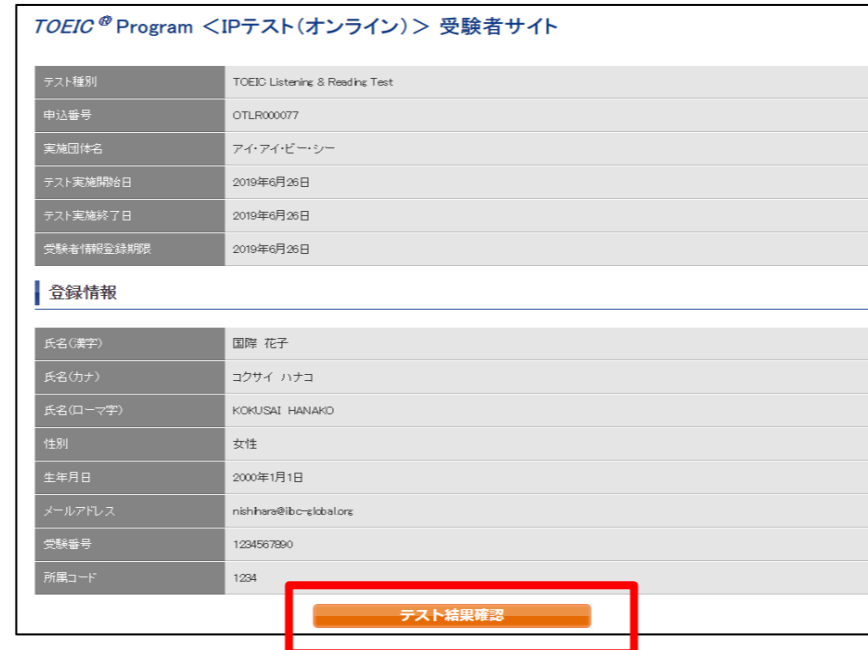 TOEIC® Program ＜IPテスト（オンライン）＞ 受験者サイト
テスト種別 TOEIC Listening & Reading Test
申込番号 OTLR000077
実施団体名 アイ・アイ・ビー・シー
テスト実施開始日 2019年6月26日
テスト実施終了日 2019年6月26日
受験者情報登録期限 2019年6月26日
登録情報
氏名(漢字) 国際 花子
氏名(カナ) コクサイ ハナコ
氏名(ローマ字) KOKUSAI HANAKO
性別 女性
生年月日 2000年1月1日
メールアドレス nishihara@iibc-global.org
受験番号 1234567890
所属コード 1234
テスト結果確認